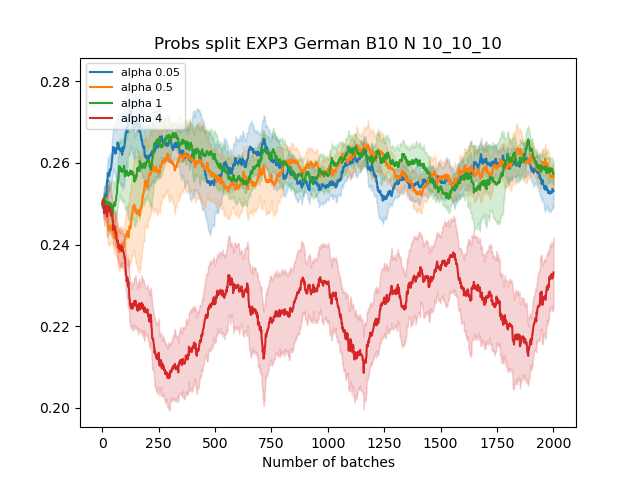 Probs split EXP3 German B10 N 10_10_10
alpha 0.05
alpha 0.5
alpha 1
alpha 4
0.28
0.26
0.24
0.22
0.20
0 250 500 750 1000 1250 1500 1750 2000
Number of batches